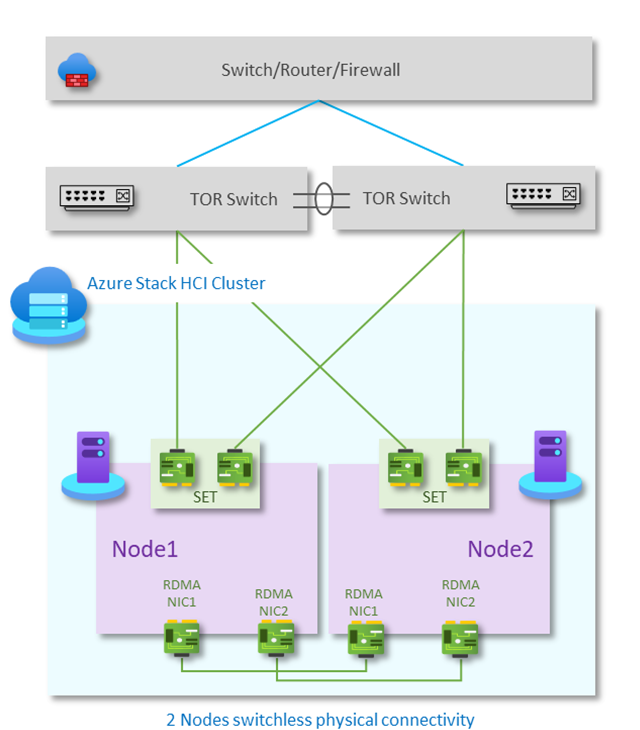 Switch/Router/Firewall
TOR Switch
TOR Switch
Azure Stack HCI Cluster
SET
SET
Node1
Node2
RDMA
NIC1
RDMA
NIC2
RDMA
NIC1
RDMA
NIC2
2 Nodes switchless physical connectivity